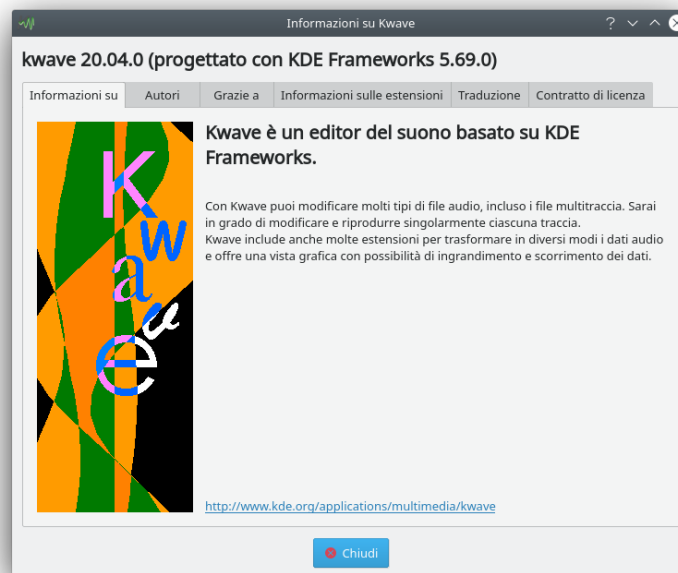 Informazioni su Kwave
kwave 20.04.0 (progettato con KDE Frameworks 5.69.0)
Informazioni su
Autori
Grazie a
Informazioni sulle estensioni
Traduzione
Contratto di licenza
K
w
a
v
e
Kwave è un editor del suono basato su KDE
Frameworks.
Con Kwave puoi modificare molti tipi di file audio, incluso i file multitraccia. Sarai
in grado di modificare e riprodurre singolarmente ciascuna traccia.
Kwave include anche molte estensioni per trasformare in diversi modi i dati audio
e offre una vista grafica con possibilità di ingrandimento e scorrimento dei dati.
http://www.kde.org/applications/multimedia/kwave
Chiudi